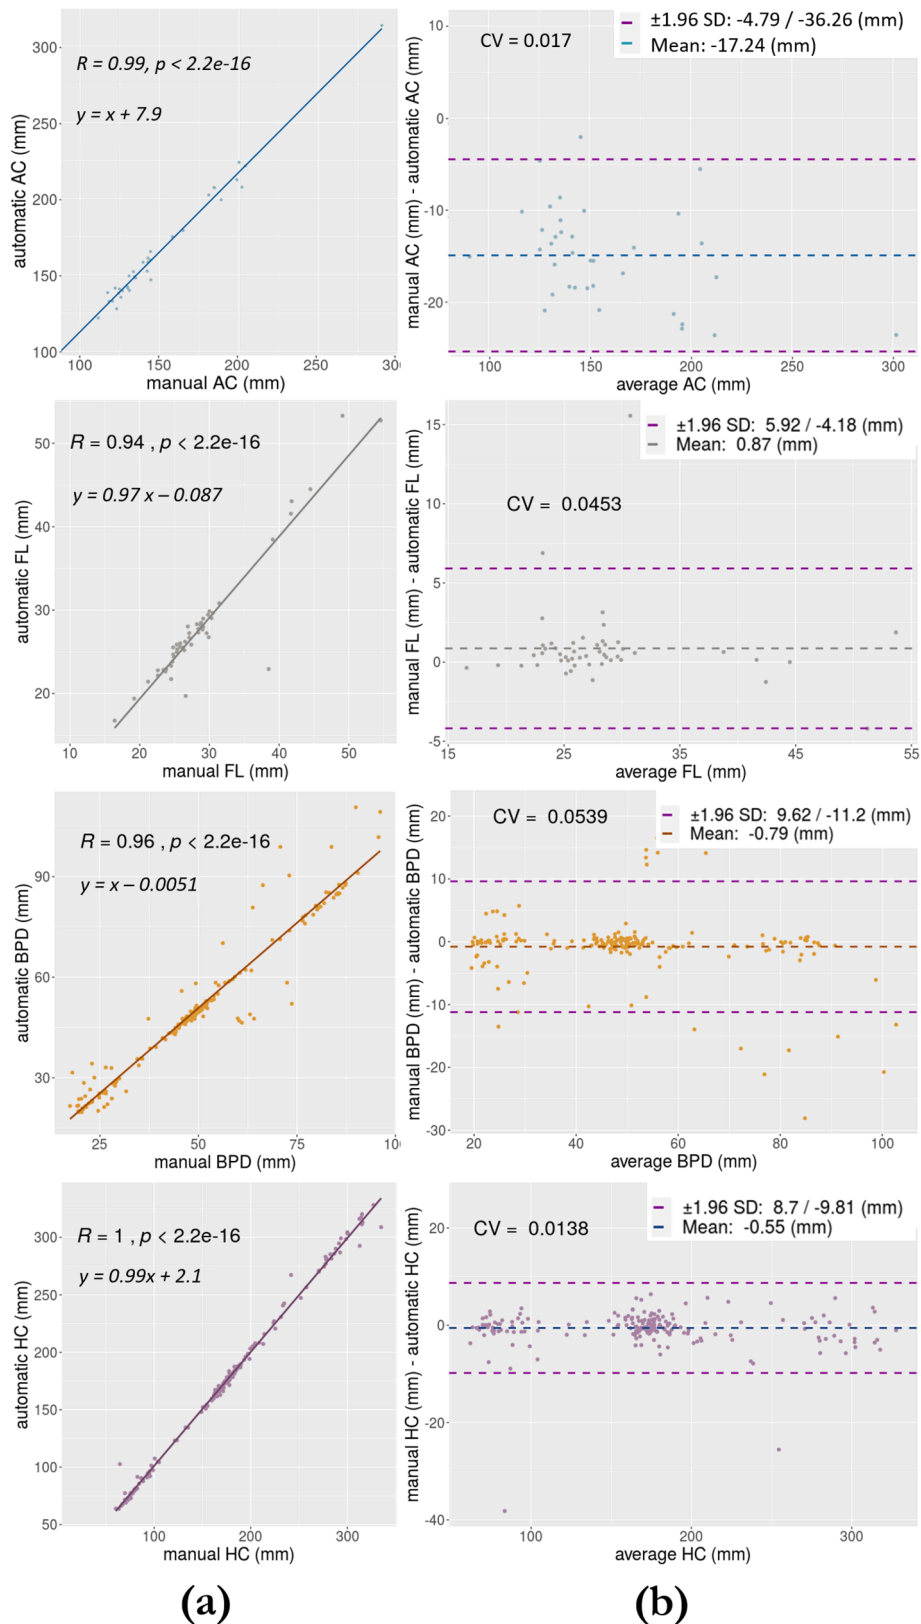 R = 0.99, p < 2.2e-16
y = x + 7.9
automatic AC (mm)
300
250
200
150
100
100
150
200
250
30
manual AC (mm)
±1.96 SD: -4.79 / -36.26 (mm)
Mean: -17.24 (mm)
CV = 0.017
manual AC (mm) - automatic AC (mm)
10
0
-10
-20
100
150
200
250
300
average AC (mm)
R = 0.94 , p < 2.2e-16
y = 0.97 x – 0.087
automatic FL (mm)
50
40
30
20
10
20
30
40
50
manual FL (mm)
±1.96 SD: 5.92 / -4.18 (mm)
Mean: 0.87 (mm)
CV = 0.0453
manual FL (mm) - automatic FL (mm)
15
10
5
0
-5
15
25
35
45
55
average FL (mm)
R = 0.96 , p < 2.2e-16
y = x – 0.0051
automatic BPD (mm)
90
60
30
25
50
75
10
manual BPD (mm)
±1.96 SD: 9.62 / -11.2 (mm)
Mean: -0.79 (mm)
CV = 0.0539
manual BPD (mm) - automatic BPD (mm)
20
10
0
-10
-20
-30
20
40
60
80
100
average BPD (mm)
R = 1 , p < 2.2e-16
y = 0.99x + 2.1
automatic HC (mm)
300
250
200
150
100
50
100
200
300
manual HC (mm)
±1.96 SD: 8.7 / -9.81 (mm)
Mean: -0.55 (mm)
CV = 0.0138
manual HC (mm) - automatic HC (mm)
20
0
-20
-40
100
200
300
average HC (mm)
(a)
(b)